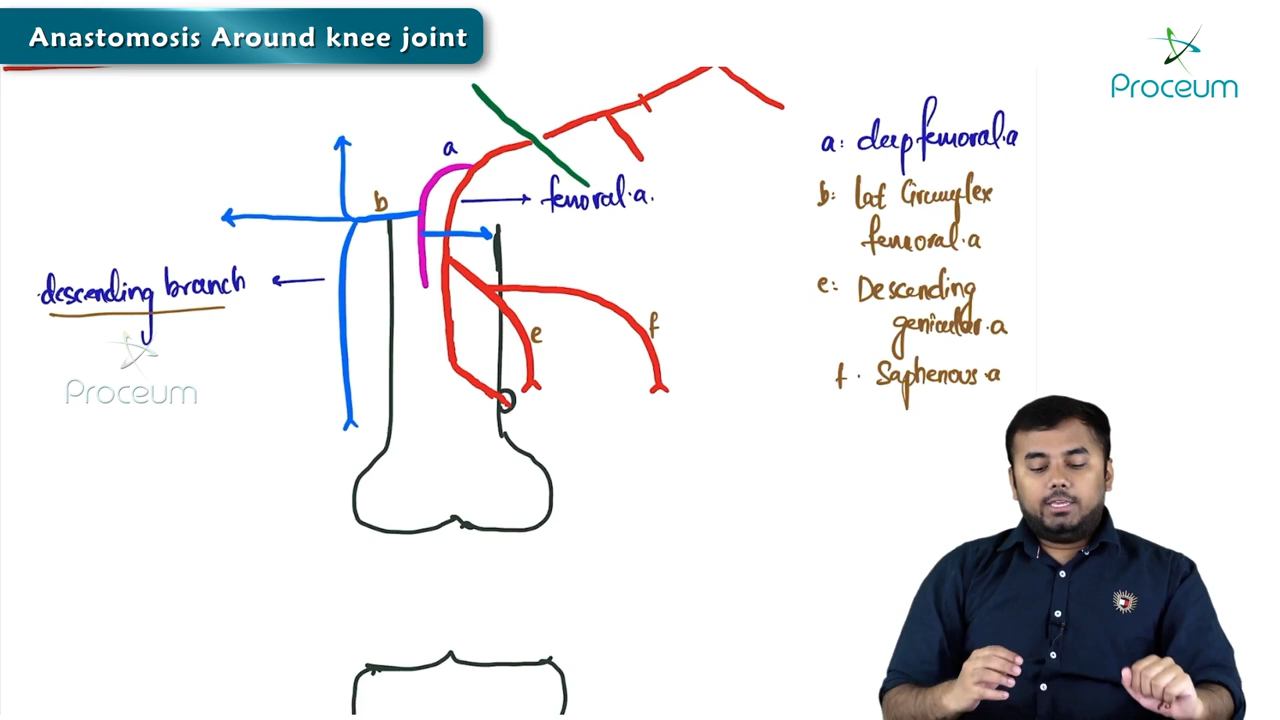 Anastomosis Around knee joint
Proceum
a
b
femoral.a.
descending branch
Proceum
e
f
a: deep femoral.a
b: lat Circumflex
femoral.a
e: Descending
genicular.a
f. Saphenous.a